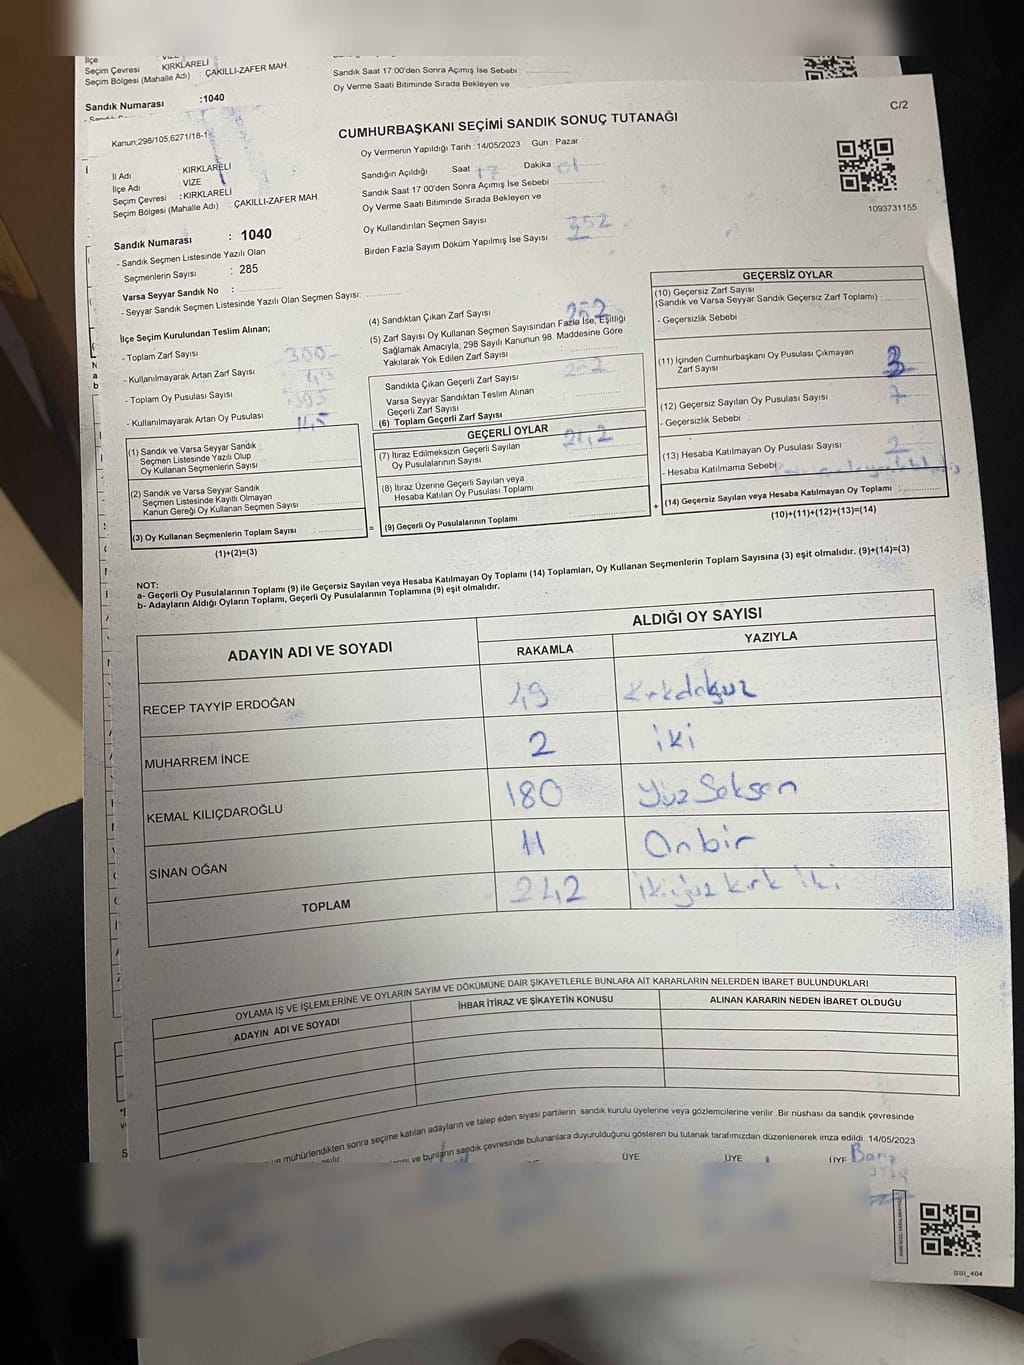 İlçe
Seçim Çevresi KIRKLARELİ
Seçim Bölgesi (Mahalle Adı) : ÇAKILLI-ZAFER MAH.
Sandık Numarası :1040
Sandık Saat 17:00'den Sonra Açımış İse Sebebi :
Oy Verme Saati Bitiminde Sırada Bekleyen ve
C/2
Kanun;298/105,6271/18-1
CUMHURBAŞKANI SEÇİMİ SANDIK SONUÇ TUTANAĞI
Oy Vermenin Yapıldığı Tarih :14/05/2023 Gün : Pazar
Sandığın Açıldığı Saat 17 Dakika : 01
Sandık Saat 17:00'den Sonra Açımış İse Sebebi :
Oy Verme Saati Bitiminde Sırada Bekleyen ve
Oy Kullandırılan Seçmen Sayısı
Birden Fazla Sayım Döküm Yapılmış İse Sayısı :
İl Adı KIRKLARELİ
İlçe Adı : VİZE
Seçim Çevresi : KIRKLARELİ
Seçim Bölgesi (Mahalle Adı) : ÇAKILLI-ZAFER MAH.
1093731155
Sandık Numarası : 1040
- Sandık Seçmen Listesinde Yazılı Olan
Seçmenlerin Sayısı : 285
Varsa Seyyar Sandık No :
- Seyyar Sandık Seçmen Listesinde Yazılı Olan Seçmen Sayısı:
İlçe Seçim Kurulundan Teslim Alınan;
- Toplam Zarf Sayısı 300
- Kullanılmayarak Artan Zarf Sayısı
- Toplam Oy Pusulası Sayısı
- Kullanılmayarak Artan Oy Pusulası
(1) Sandık ve Varsa Seyyar Sandık
Seçmen Listesinde Yazılı Olup
Oy Kullanan Seçmenlerin Sayısı
(2) Sandık ve Varsa Seyyar Sandık
Seçmen Listesinde Kayıtlı Olmayan
Kanun Gereği Oy Kullanan Seçmen Sayısı
(3) Oy Kullanan Seçmenlerin Toplam Sayısı
(1)+(2)=(3)
(4) Sandıktan Çıkan Zarf Sayısı 252
(5) Zarf Sayısı Oy Kullanan Seçmen Sayısından Fazla İse, Eşitliği
Sağlamak Amacıyla; 298 Sayılı Kanunun 98. Maddesine Göre
Yakılarak Yok Edilen Zarf Sayısı
Sandıkta Çıkan Geçerli Zarf Sayısı
Varsa Seyyar Sandıktan Teslim Alınan
Geçerli Zarf Sayısı
(6) Toplam Geçerli Zarf Sayısı
GEÇERLİ OYLAR
(7) İtiraz Edilmeksizin Geçerli Sayılan
Oy Pusulalarının Sayısı 242
(8) İtiraz Üzerine Geçerli Sayılan veya
Hesaba Katılan Oy Pusulası Toplamı
= (9) Geçerli Oy Pusulalarının Toplamı
GEÇERSİZ OYLAR
(10) Geçersiz Zarf Sayısı
(Sandık ve Varsa Seyyar Sandık Geçersiz Zarf Toplamı) :
- Geçersizlik Sebebi :
(11) İçinden Cumhurbaşkanı Oy Pusulası Çıkmayan
Zarf Sayısı 3
(12) Geçersiz Sayılan Oy Pusulası Sayısı 7
- Geçersizlik Sebebi :
(13) Hesaba Katılmayan Oy Pusulası Sayısı
- Hesaba Katılmama Sebebi
+ (14) Geçersiz Sayılan veya Hesaba Katılmayan Oy Toplamı :
(10)+(11)+(12)+(13)=(14)
NOT:
a- Geçerli Oy Pusulalarının Toplamı (9) ile Geçersiz Sayılan veya Hesaba Katılmayan Oy Toplamı (14) Toplamları, Oy Kullanan Seçmenlerin Toplam Sayısına (3) eşit olmalıdır. (9)+(14)=(3)
b- Adayların Aldığı Oyların Toplamı, Geçerli Oy Pusulalarının Toplamına (9) eşit olmalıdır.
ADAYIN ADI VE SOYADI ALDIĞI OY SAYISI
RAKAMLA YAZIYLA
RECEP TAYYİP ERDOĞAN 49 Kırkdokuz
MUHARREM İNCE 2 iki
KEMAL KILIÇDAROĞLU 180 Yüz Seksen
SİNAN OĞAN 11 Onbir
TOPLAM 242 ikiyüz kırk iki
OYLAMA İŞ VE İŞLEMLERİNE VE OYLARIN SAYIM VE DÖKÜMÜNE DAİR ŞİKAYETLERLE BUNLARA AİT KARARLARIN NELERDEN İBARET BULUNDUKLARI
ADAYIN ADI VE SOYADI İHBAR İTİRAZ VE ŞİKAYETİN KONUSU ALINAN KARARIN NEDEN İBARET OLDUĞU
mühürlendikten sonra seçime katılan adayların ve talep eden siyasi partilerin sandık kurulu üyelerine veya gözlemcilerine verilir. Bir nüshası da sandık çevresinde
ve bunların sandık çevresinde bulunanlara duyurulduğunu gösteren bu tutanak tarafımızdan düzenlenerek imza edildi. 14/05/2023
ÜYE ÜYE ÜYE
BBI_404